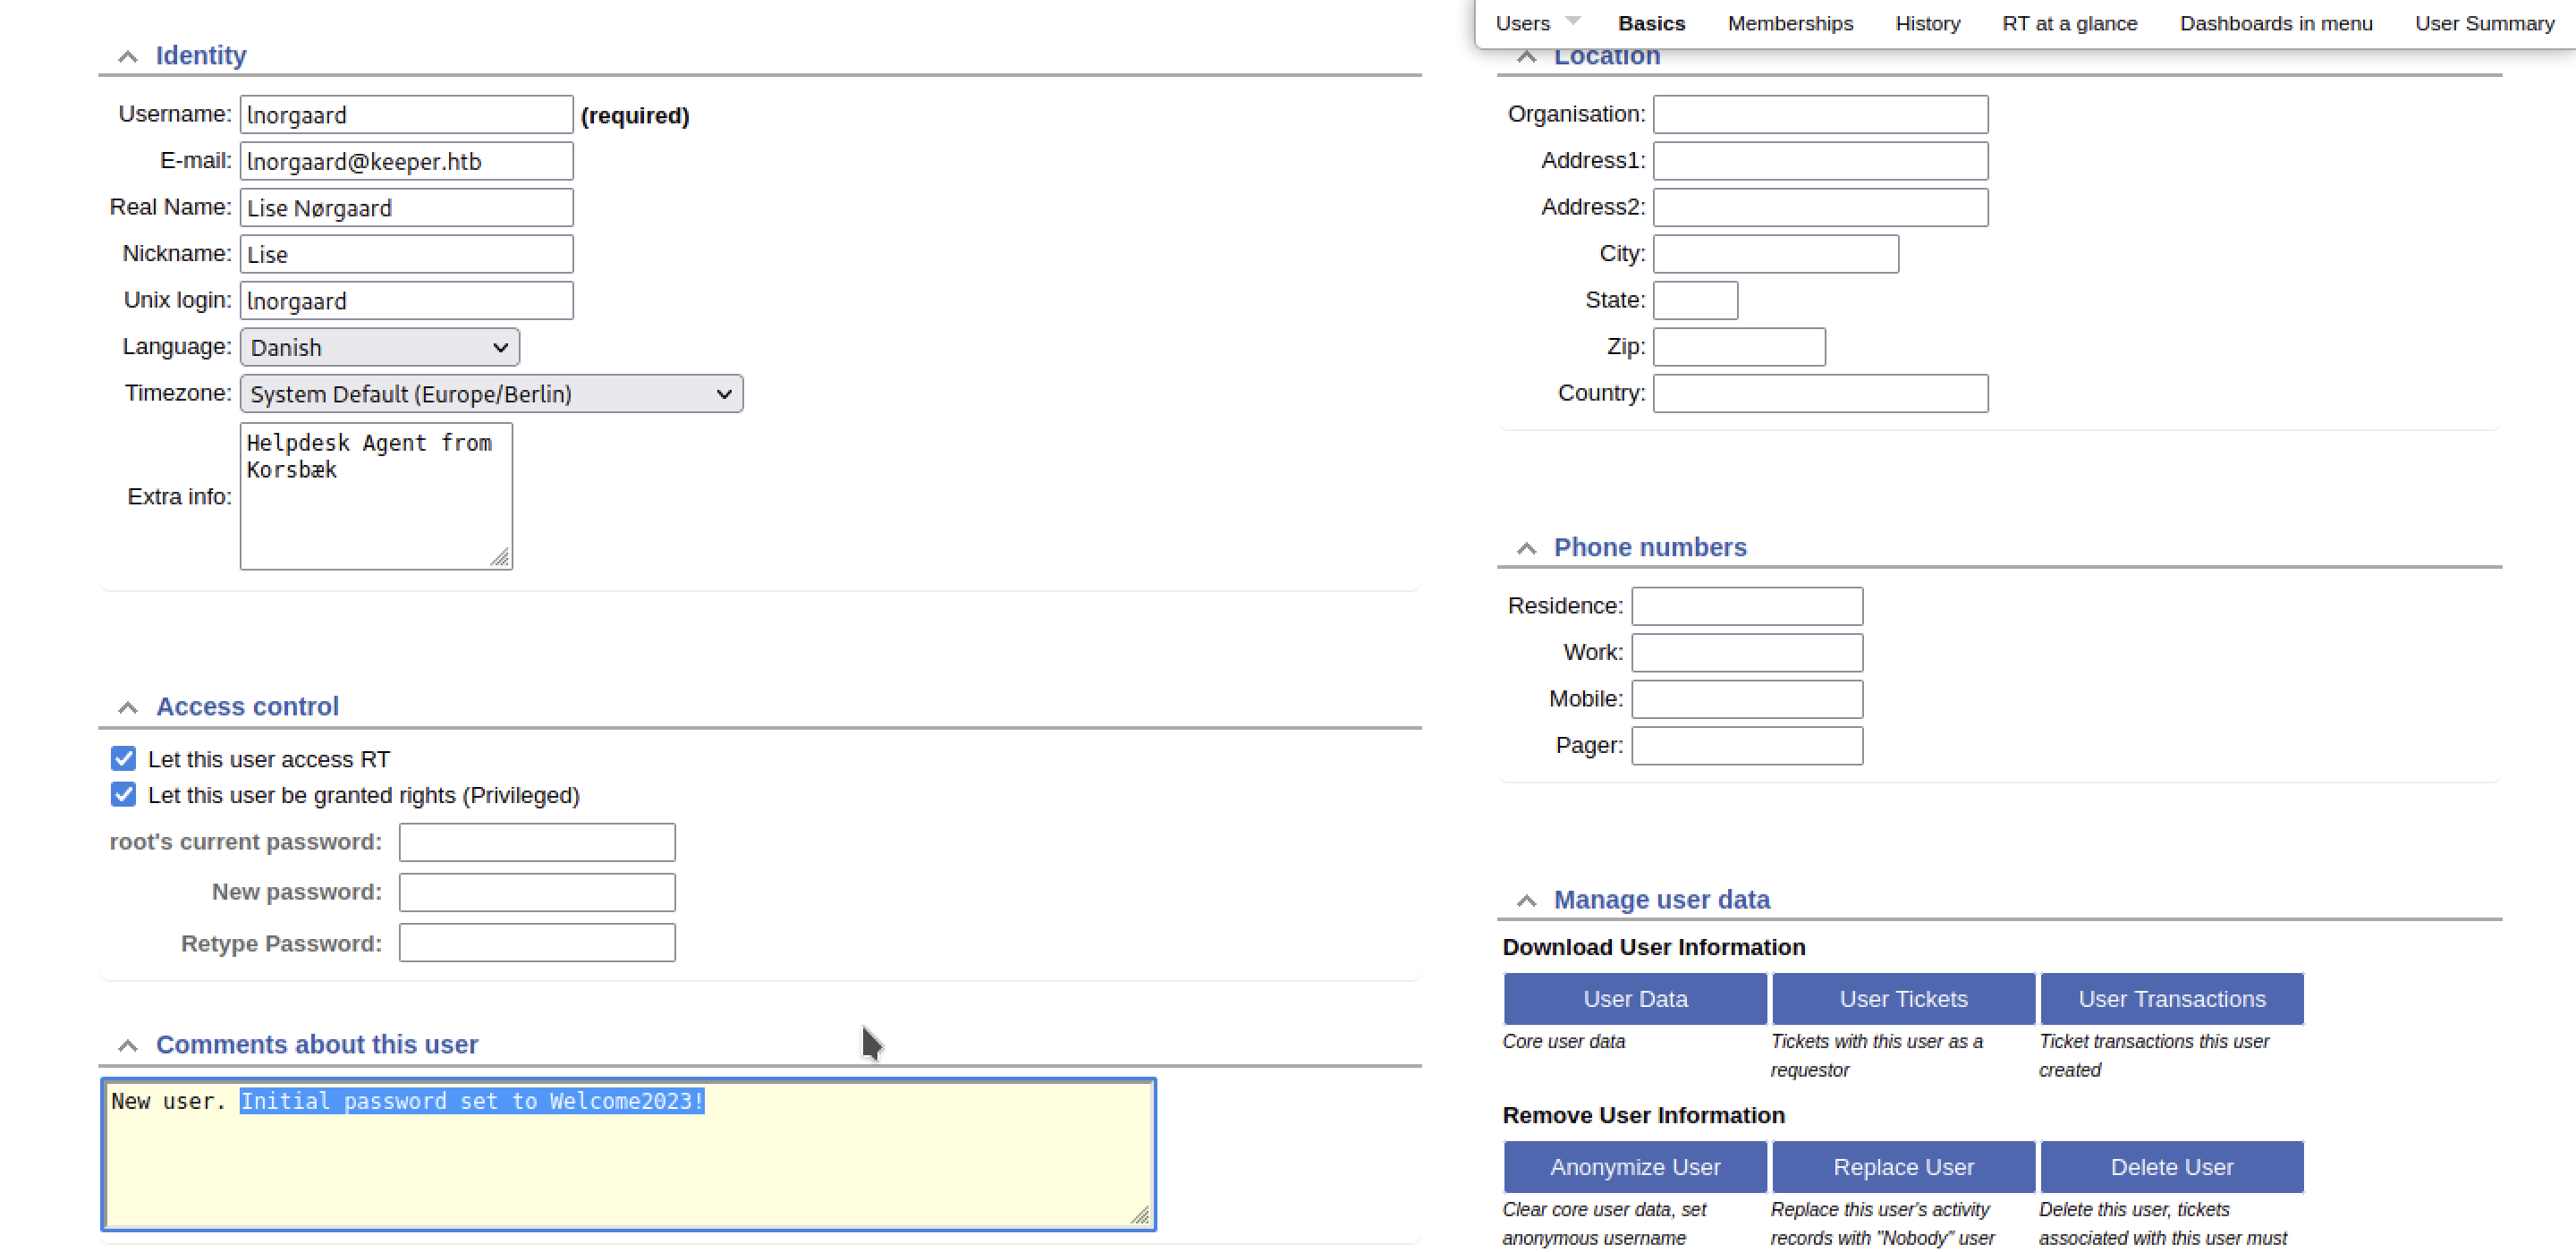 Users Basics Memberships History RT at a glance Dashboards in menu User Summary
Identity
Username: lnorgaard (required)
E-mail: lnorgaard@keeper.htb
Real Name: Lise Nørgaard
Nickname: Lise
Unix login: lnorgaard
Language: Danish
Timezone: System Default (Europe/Berlin)
Extra info: Helpdesk Agent from
Korsbæk
Access control
Let this user access RT
Let this user be granted rights (Privileged)
root's current password:
New password:
Retype Password:
Comments about this user
New user. Initial password set to Welcome2023!
Location
Organisation:
Address1:
Address2:
City:
State:
Zip:
Country:
Phone numbers
Residence:
Work:
Mobile:
Pager:
Manage user data
Download User Information
User Data User Tickets User Transactions
Core user data Tickets with this user as a Ticket transactions this user
requestor created
Remove User Information
Anonymize User Replace User Delete User
Clear core user data, set Replace this user's activity Delete this user, tickets
anonymous username records with "Nobody" user associated with this user must